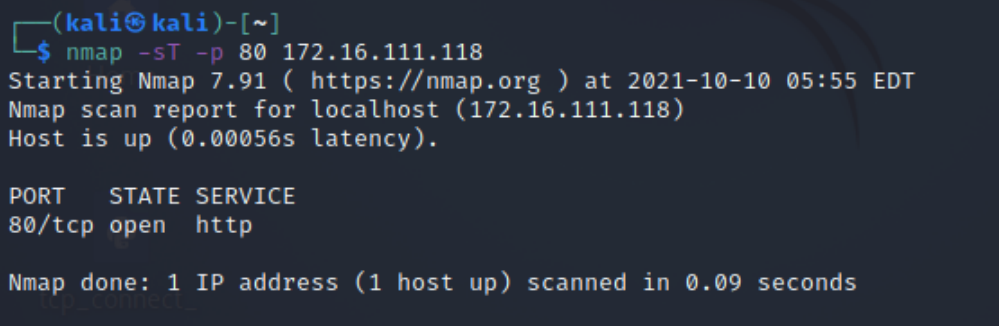 ┌──(kali㉿kali)-[~]
└─$ nmap -sT -p 80 172.16.111.118
Starting Nmap 7.91 ( https://nmap.org ) at 2021-10-10 05:55 EDT
Nmap scan report for localhost (172.16.111.118)
Host is up (0.00056s latency).
PORT   STATE SERVICE
80/tcp open  http
Nmap done: 1 IP address (1 host up) scanned in 0.09 seconds
tcp_connect_